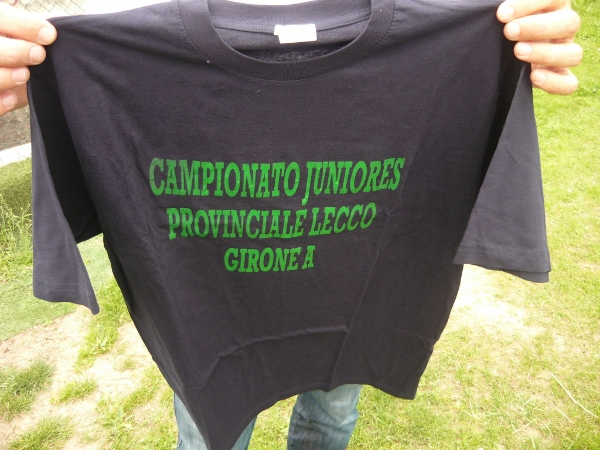 CAMPIONATO JUNIORES
PROVINCIALE LECCO
GIRONE A